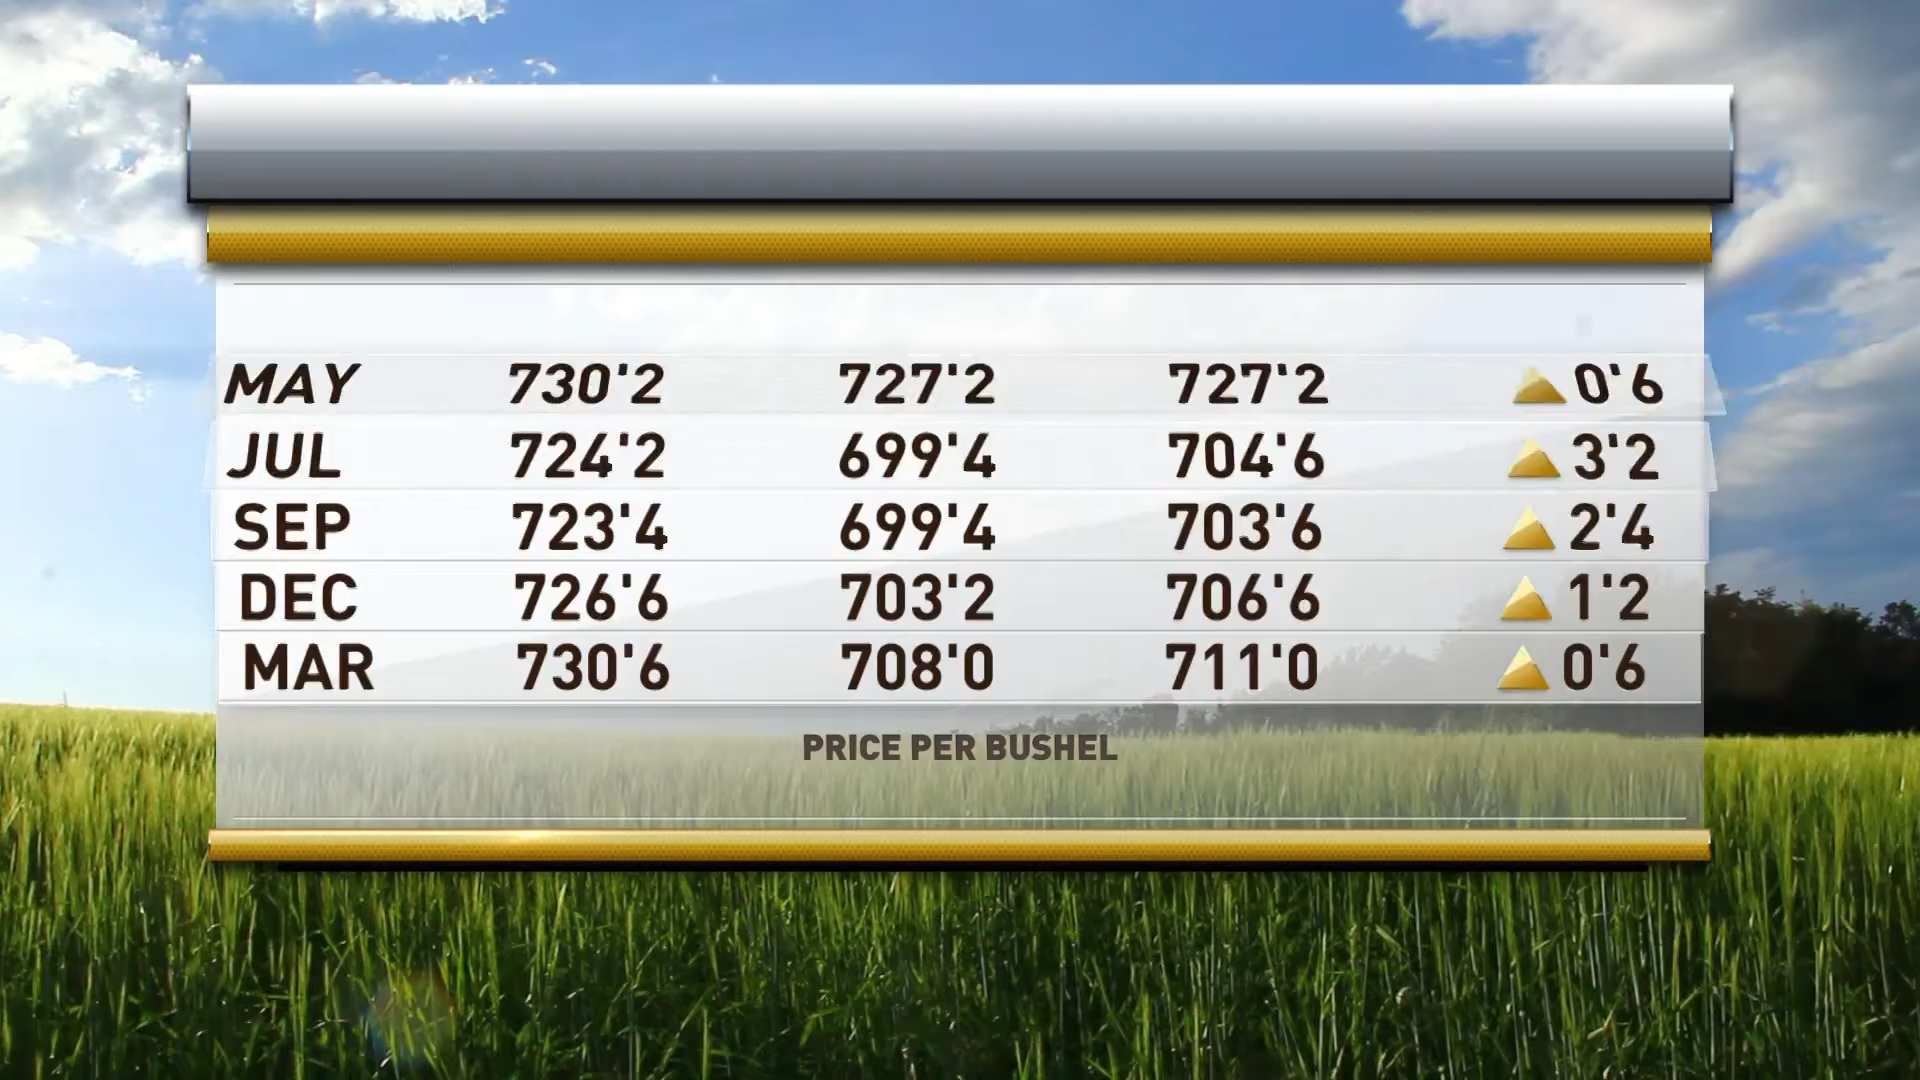 MAY 730'2 727'2 727'2 0'6
JUL 724'2 699'4 704'6 3'2
SEP 723'4 699'4 703'6 2'4
DEC 726'6 703'2 706'6 1'2
MAR 730'6 708'0 711'0 0'6
PRICE PER BUSHEL